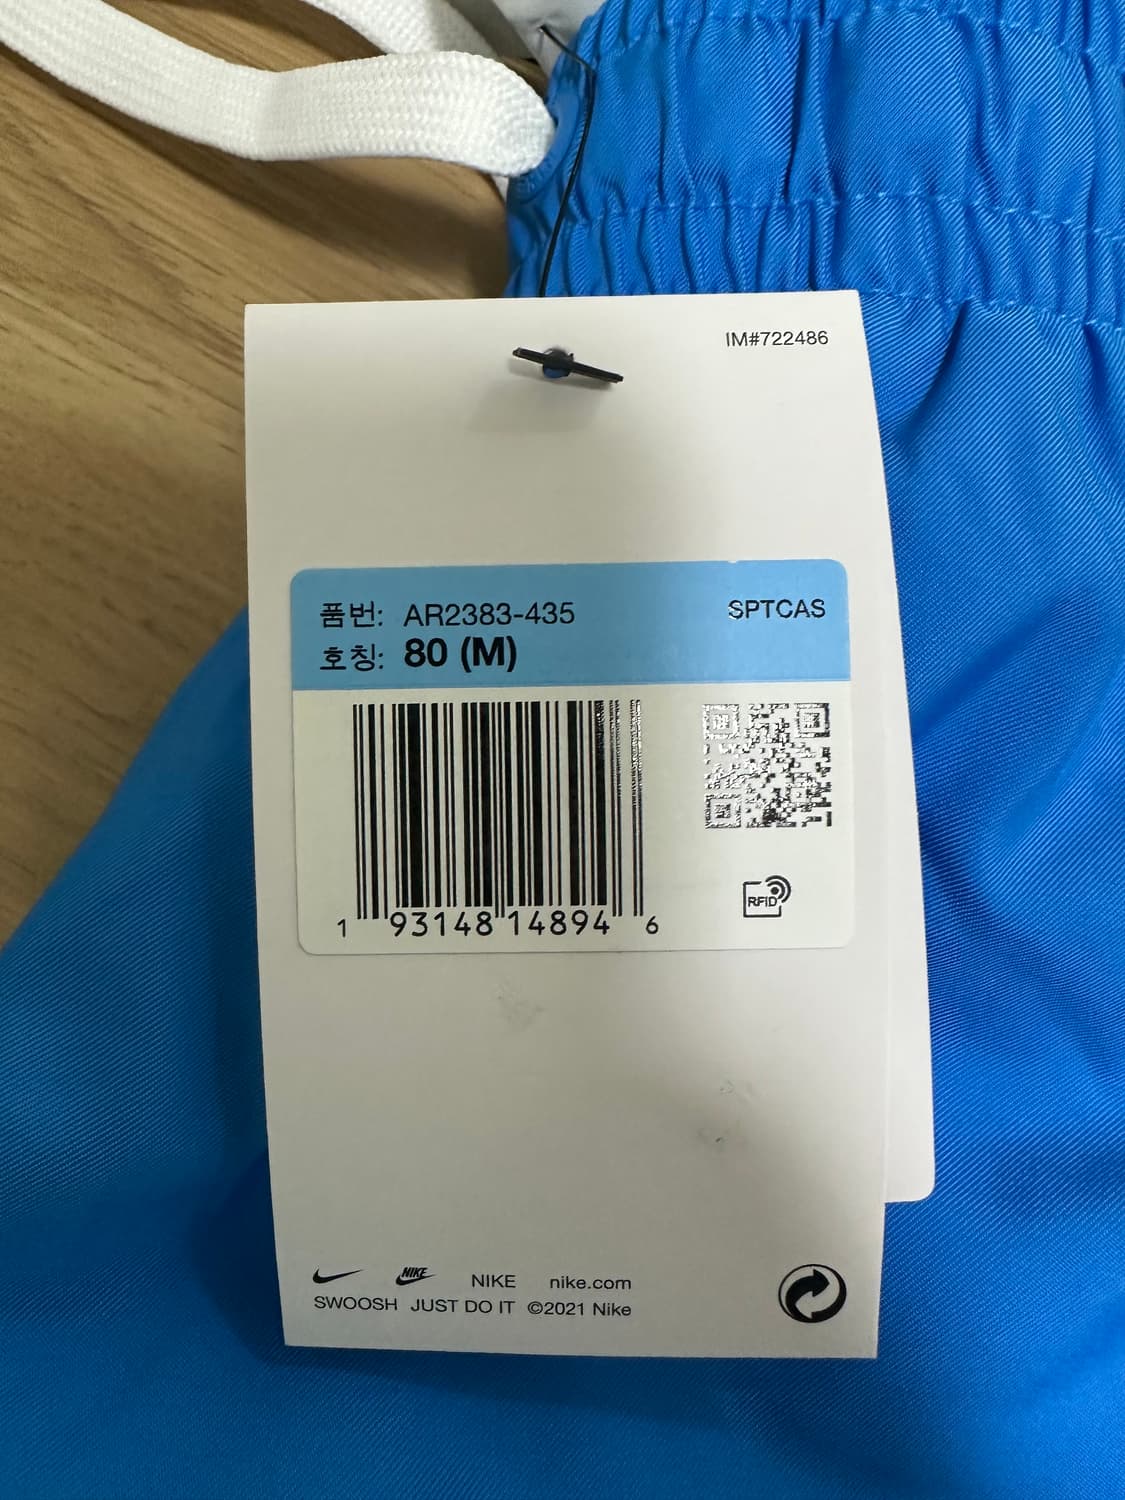 IM#722486
품번: AR2383-435 SPTCAS
호칭: 80 (M)
1 93148 14894 6
RFID
NIKE NIKE nike.com
SWOOSH JUST DO IT ©2021 Nike